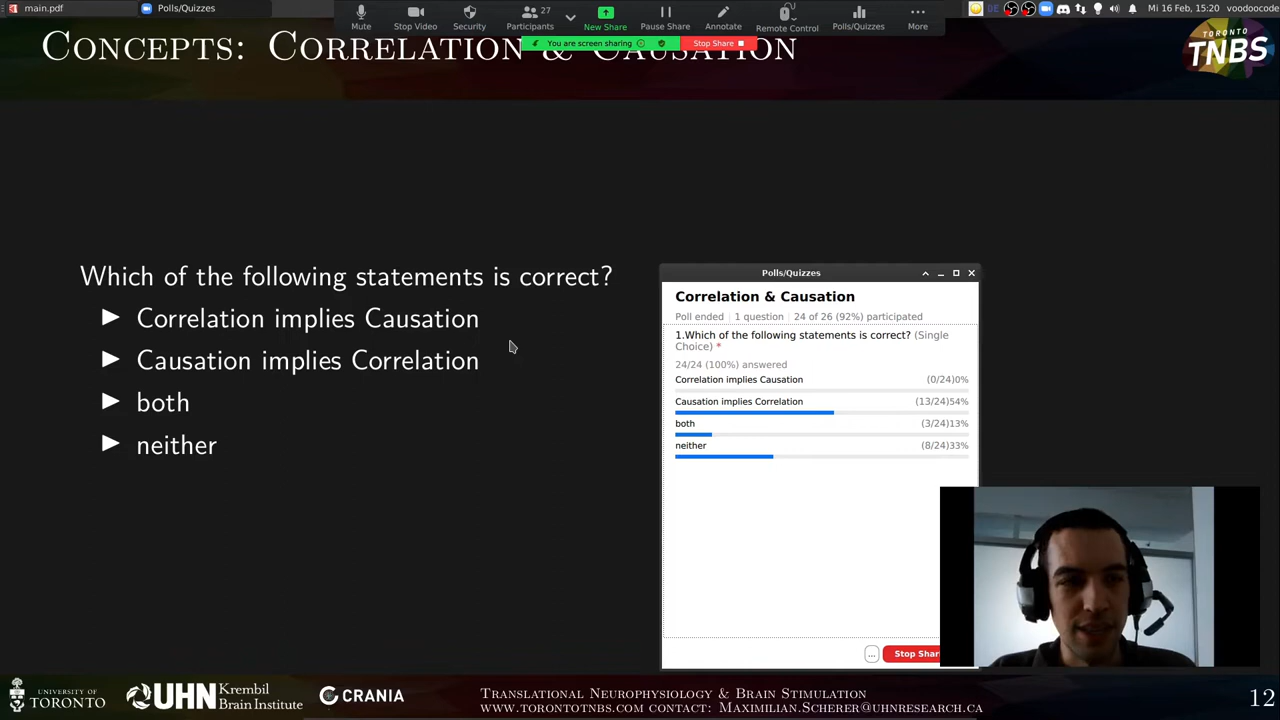 main.pdf
Polls/Quizzes
Mute
Stop Video
Security
Participants
27
New Share
Pause Share
Annotate
Remote Control
Polls/Quizzes
More
DE
Mi 16 Feb, 15:20
voodoocode
You are screen sharing
Stop Share
Concepts: Correlation & Causation
TORONTO
TNBS
Which of the following statements is correct?
Correlation implies Causation
Causation implies Correlation
both
neither
Polls/Quizzes
Correlation & Causation
Poll ended 1 question 24 of 26 (92%) participated
1.Which of the following statements is correct? (Single
Choice) *
24/24 (100%) answered
Correlation implies Causation (0/24)0%
Causation implies Correlation (13/24)54%
both (3/24)13%
neither (8/24)33%
...
Stop Shar
UNIVERSITY OF
TORONTO
UHN
Krembil
Brain Institute
CRANIA
Translational Neurophysiology & Brain Stimulation
www.torontotnbs.com contact: Maximilian.Scherer@uhnresearch.ca
12